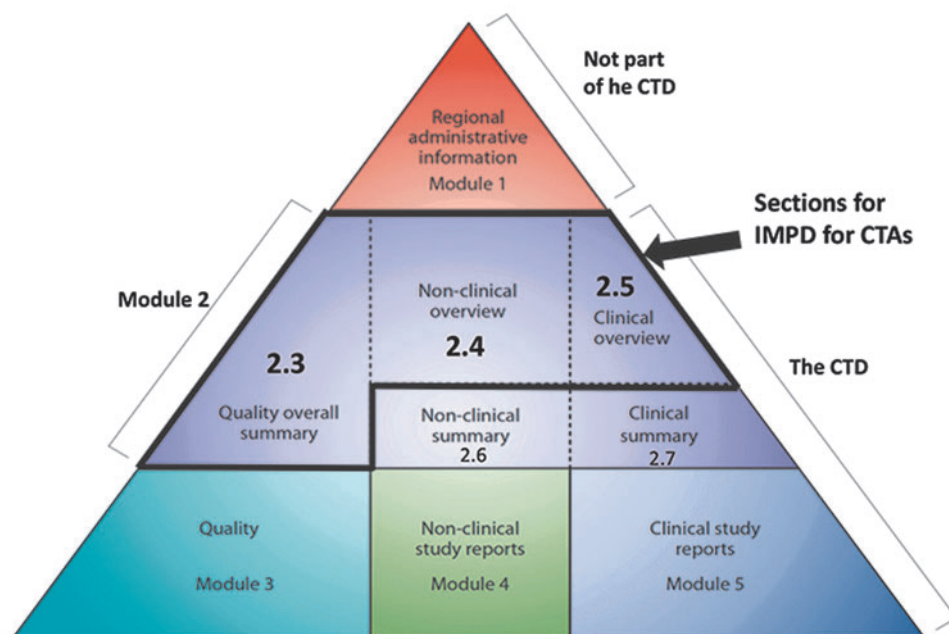 Not part
of he CTD
Regional
administrative
information
Module 1
Sections for
IMPD for CTAs
Module 2
2.3
Quality overall
summary
Non-clinical
overview
2.4
2.5
Clinical
overview
The CTD
Non-clinical
summary
2.6
Clinical
summary
2.7
Quality
Module 3
Non-clinical
study reports
Module 4
Clinical study
reports
Module 5